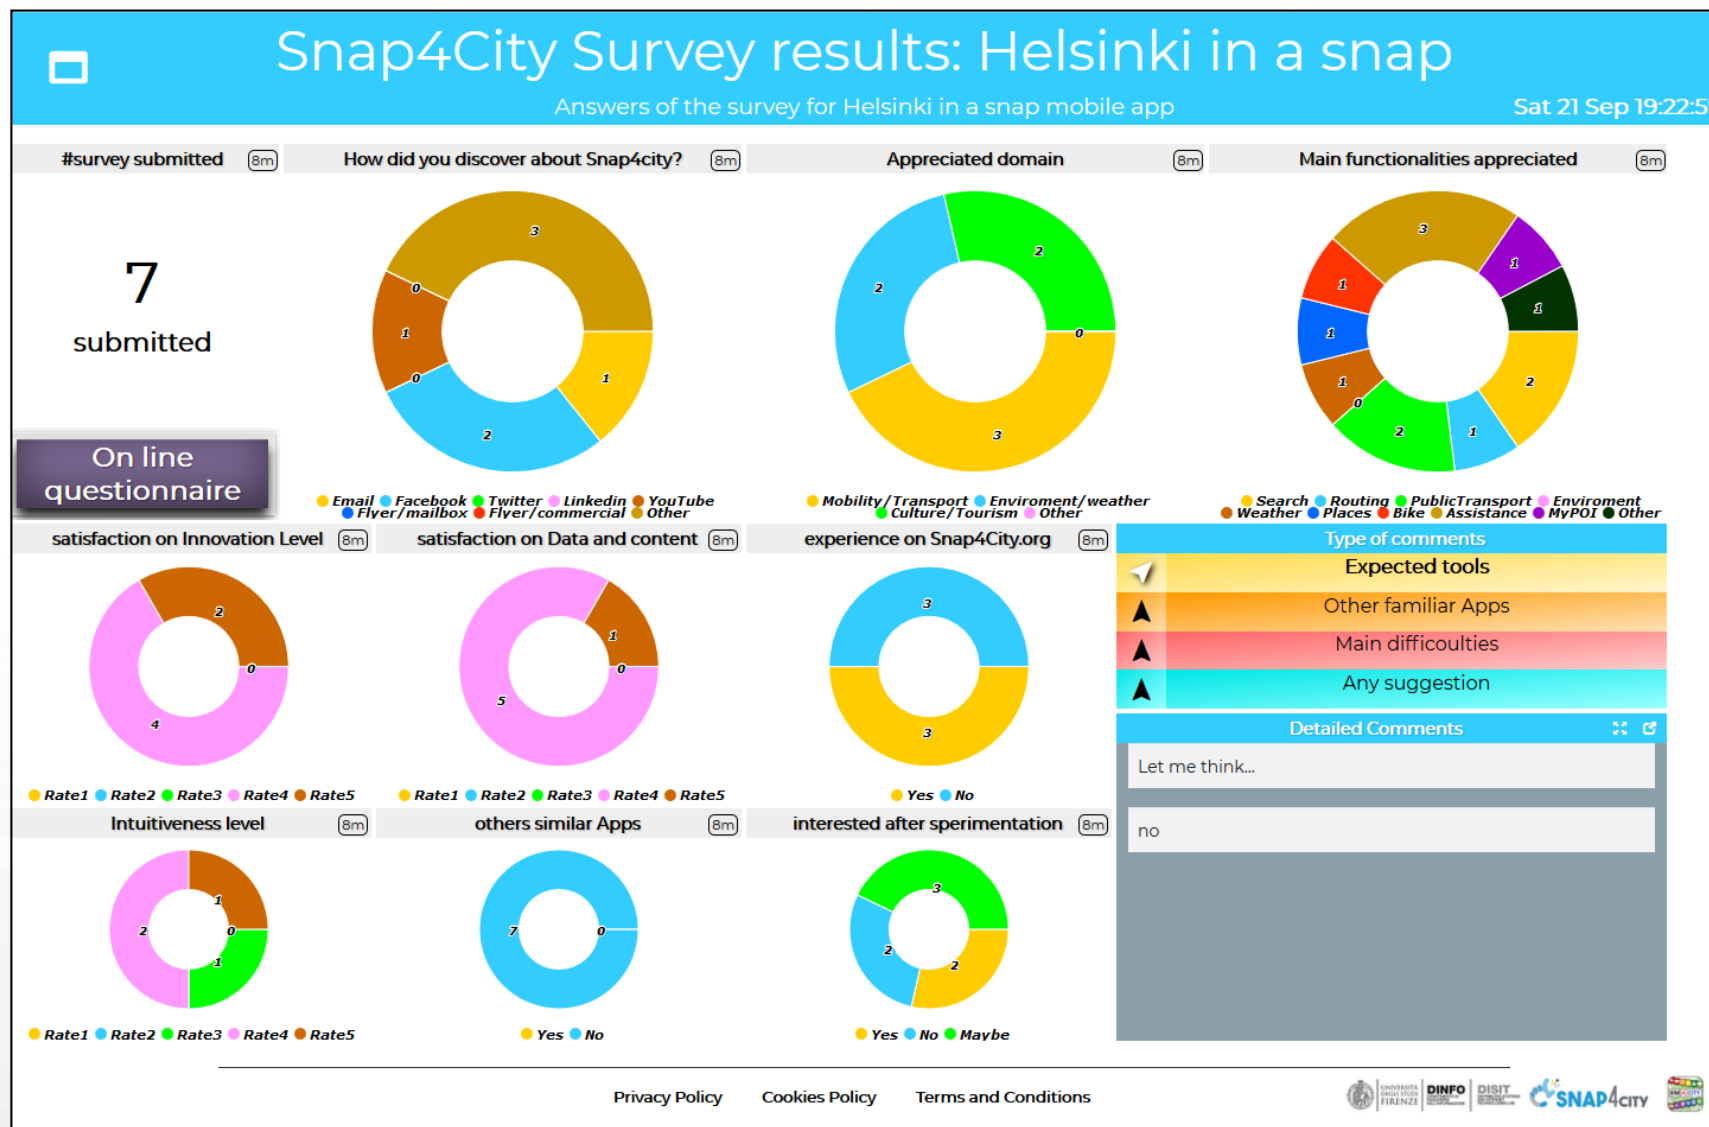 Snap4City Survey results: Helsinki in a snap
Answers of the survey for Helsinki in a snap mobile app
Sat 21 Sep 19:22:5
#survey submitted 8m
7
submitted
On line
questionnaire
How did you discover about Snap4city? 8m
3
0
1
0
2
1
Email Facebook Twitter Linkedin YouTube
Flyer/mailbox Flyer/commercial Other
Appreciated domain 8m
2
2
0
3
Mobility/Transport Enviroment/weather
Culture/Tourism Other
Main functionalities appreciated 8m
3
1
1
1
1
1
0
2
2
1
Search Routing PublicTransport Enviroment
Weather Places Bike Assistance MyPOI Other
satisfaction on Innovation Level 8m
2
0
4
Rate1 Rate2 Rate3 Rate4 Rate5
satisfaction on Data and content 8m
1
0
5
Rate1 Rate2 Rate3 Rate4 Rate5
experience on Snap4City.org 8m
3
3
Yes No
Type of comments
Expected tools
Other familiar Apps
Main difficoulties
Any suggestion
Detailed Comments
Let me think...
no
Intuitiveness level 8m
1
2
0
1
Rate1 Rate2 Rate3 Rate4 Rate5
others similar Apps 8m
7
0
Yes No
interested after sperimentation 8m
3
2
2
Yes No Maybe
Privacy Policy Cookies Policy Terms and Conditions
UNIVERSITÀ
DEGLI STUDI
FIRENZE
DINFO
DISIT
SNAP4CITY